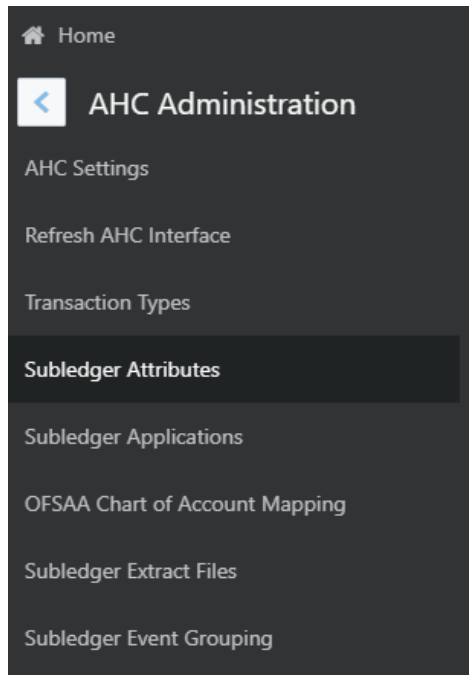 Home
AHC Administration
AHC Settings
Refresh AHC Interface
Transaction Types
Subledger Attributes
Subledger Applications
OFSAA Chart of Account Mapping
Subledger Extract Files
Subledger Event Grouping